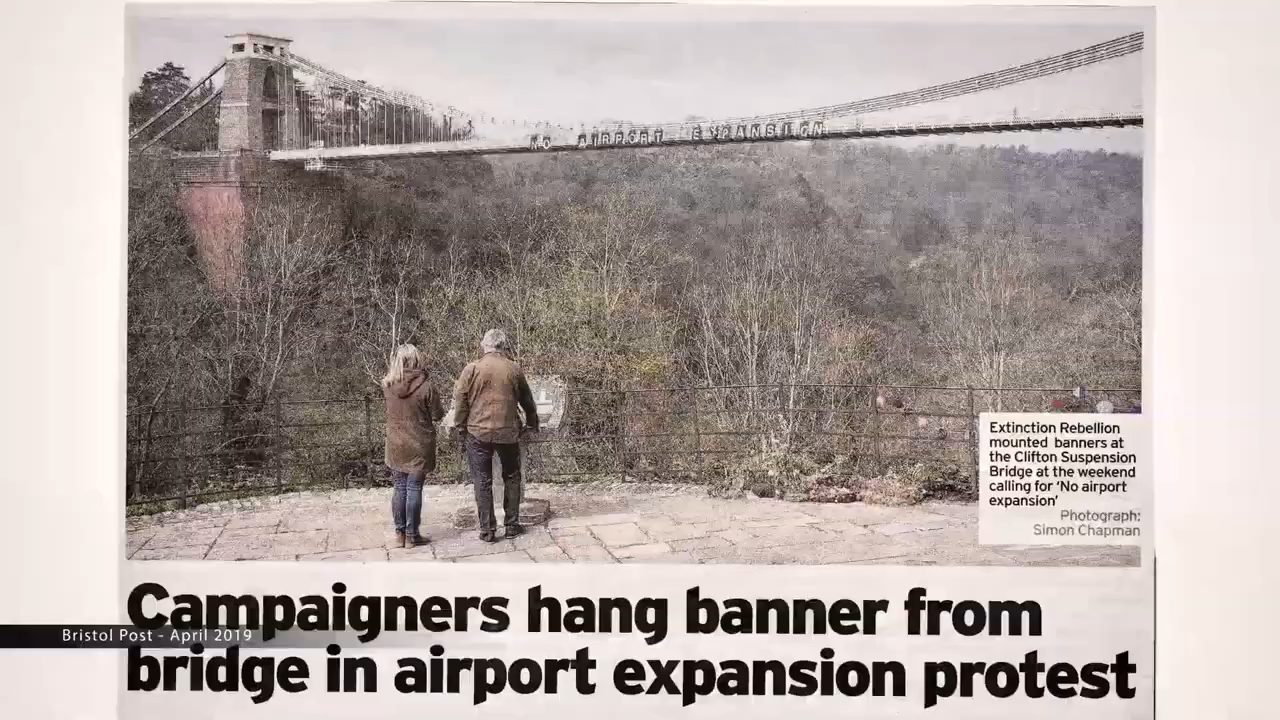 NO AIRPORT EXPANSION
Extinction Rebellion
mounted banners at
the Clifton Suspension
Bridge at the weekend
calling for ‘No airport
expansion’
Photograph:
Simon Chapman
Campaigners hang banner from
Bristol Post - April 2019
bridge in airport expansion protest